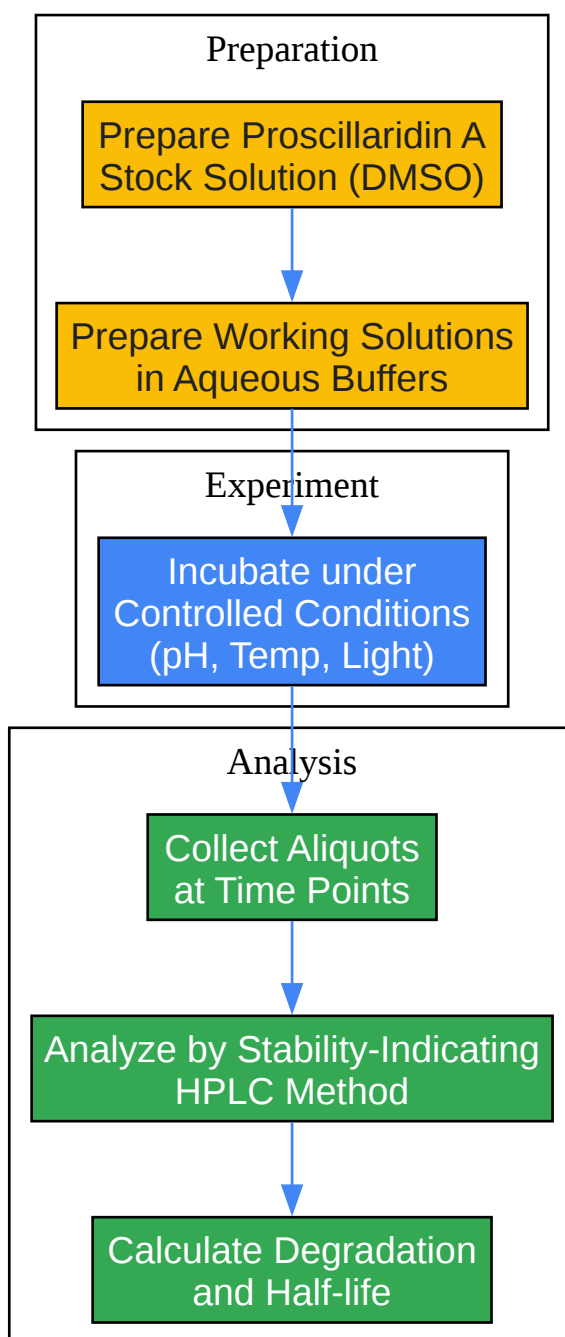 Preparation
Prepare Proscillaridin A
Stock Solution (DMSO)
Prepare Working Solutions
in Aqueous Buffers
Experiment
Incubate under
Controlled Conditions
(pH, Temp, Light)
Analysis
Collect Aliquots
at Time Points
Analyze by Stability-Indicating
HPLC Method
Calculate Degradation
and Half-life